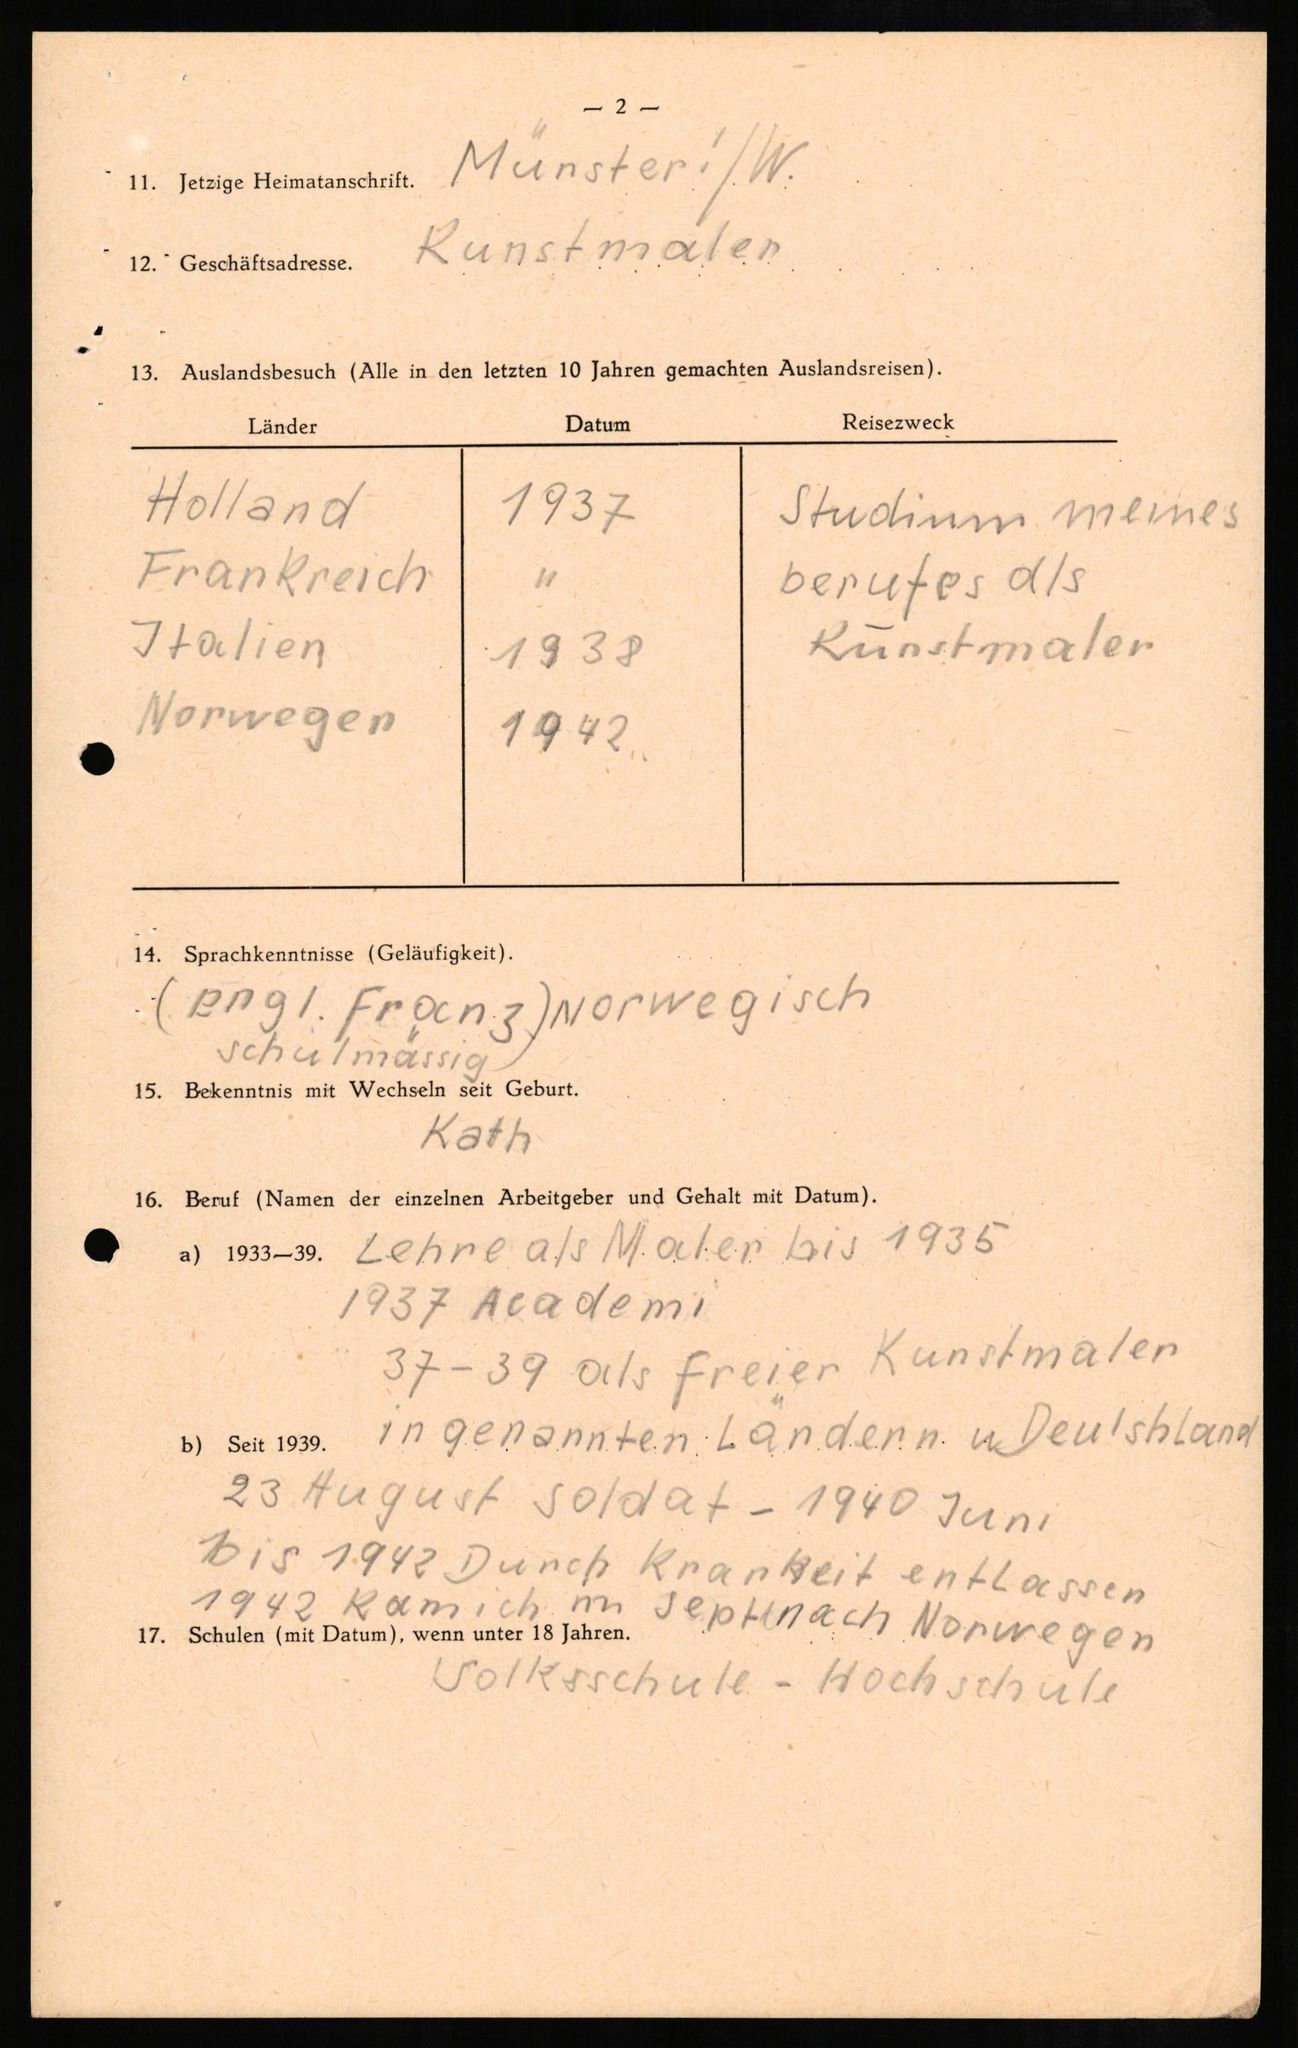 — 2 —
11. Jetzige Heimatanschrift. Münster i/W.
12. Geschäftsadresse. Kunstmaler
13. Auslandsbesuch (Alle in den letzten 10 Jahren gemachten Auslandsreisen).
Länder Datum Reisezweck
Holland 1937 Studium meines
Frankreich " berufes als
Italien 1938 Kunstmaler
Norwegen 1942
14. Sprachkenntnisse (Geläufigkeit).
(engl. Franz) Norwegisch
schulmässig
15. Bekenntnis mit Wechseln seit Geburt.
Kath
16. Beruf (Namen der einzelnen Arbeitgeber und Gehalt mit Datum).
a) 1933—39. Lehre als Maler bis 1935
1937 Academi
37 – 39 als freier Kunstmaler
b) Seit 1939. in genannten Ländern u Deutshland
23 August soldat – 1940 Juni
bis 1942 Durch Krankeit entlassen
1942 kam ich im Sept nach Norwegen
17. Schulen (mit Datum), wenn unter 18 Jahren.
Volksschule – Hochschule